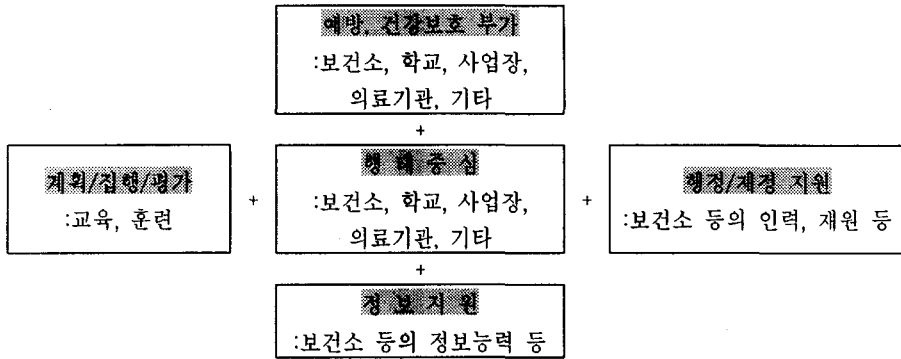 예방, 건강보호 부가
:보건소, 학교, 사업장,
의료기관, 기타
+
계획/집행/평가
:교육, 훈련
+
행태중심
:보건소, 학교, 사업장,
의료기관, 기타
+
행정/재정 지원
:보건소 등의 인력, 재원 등
+
정보지원
:보건소 등의 정보능력 등